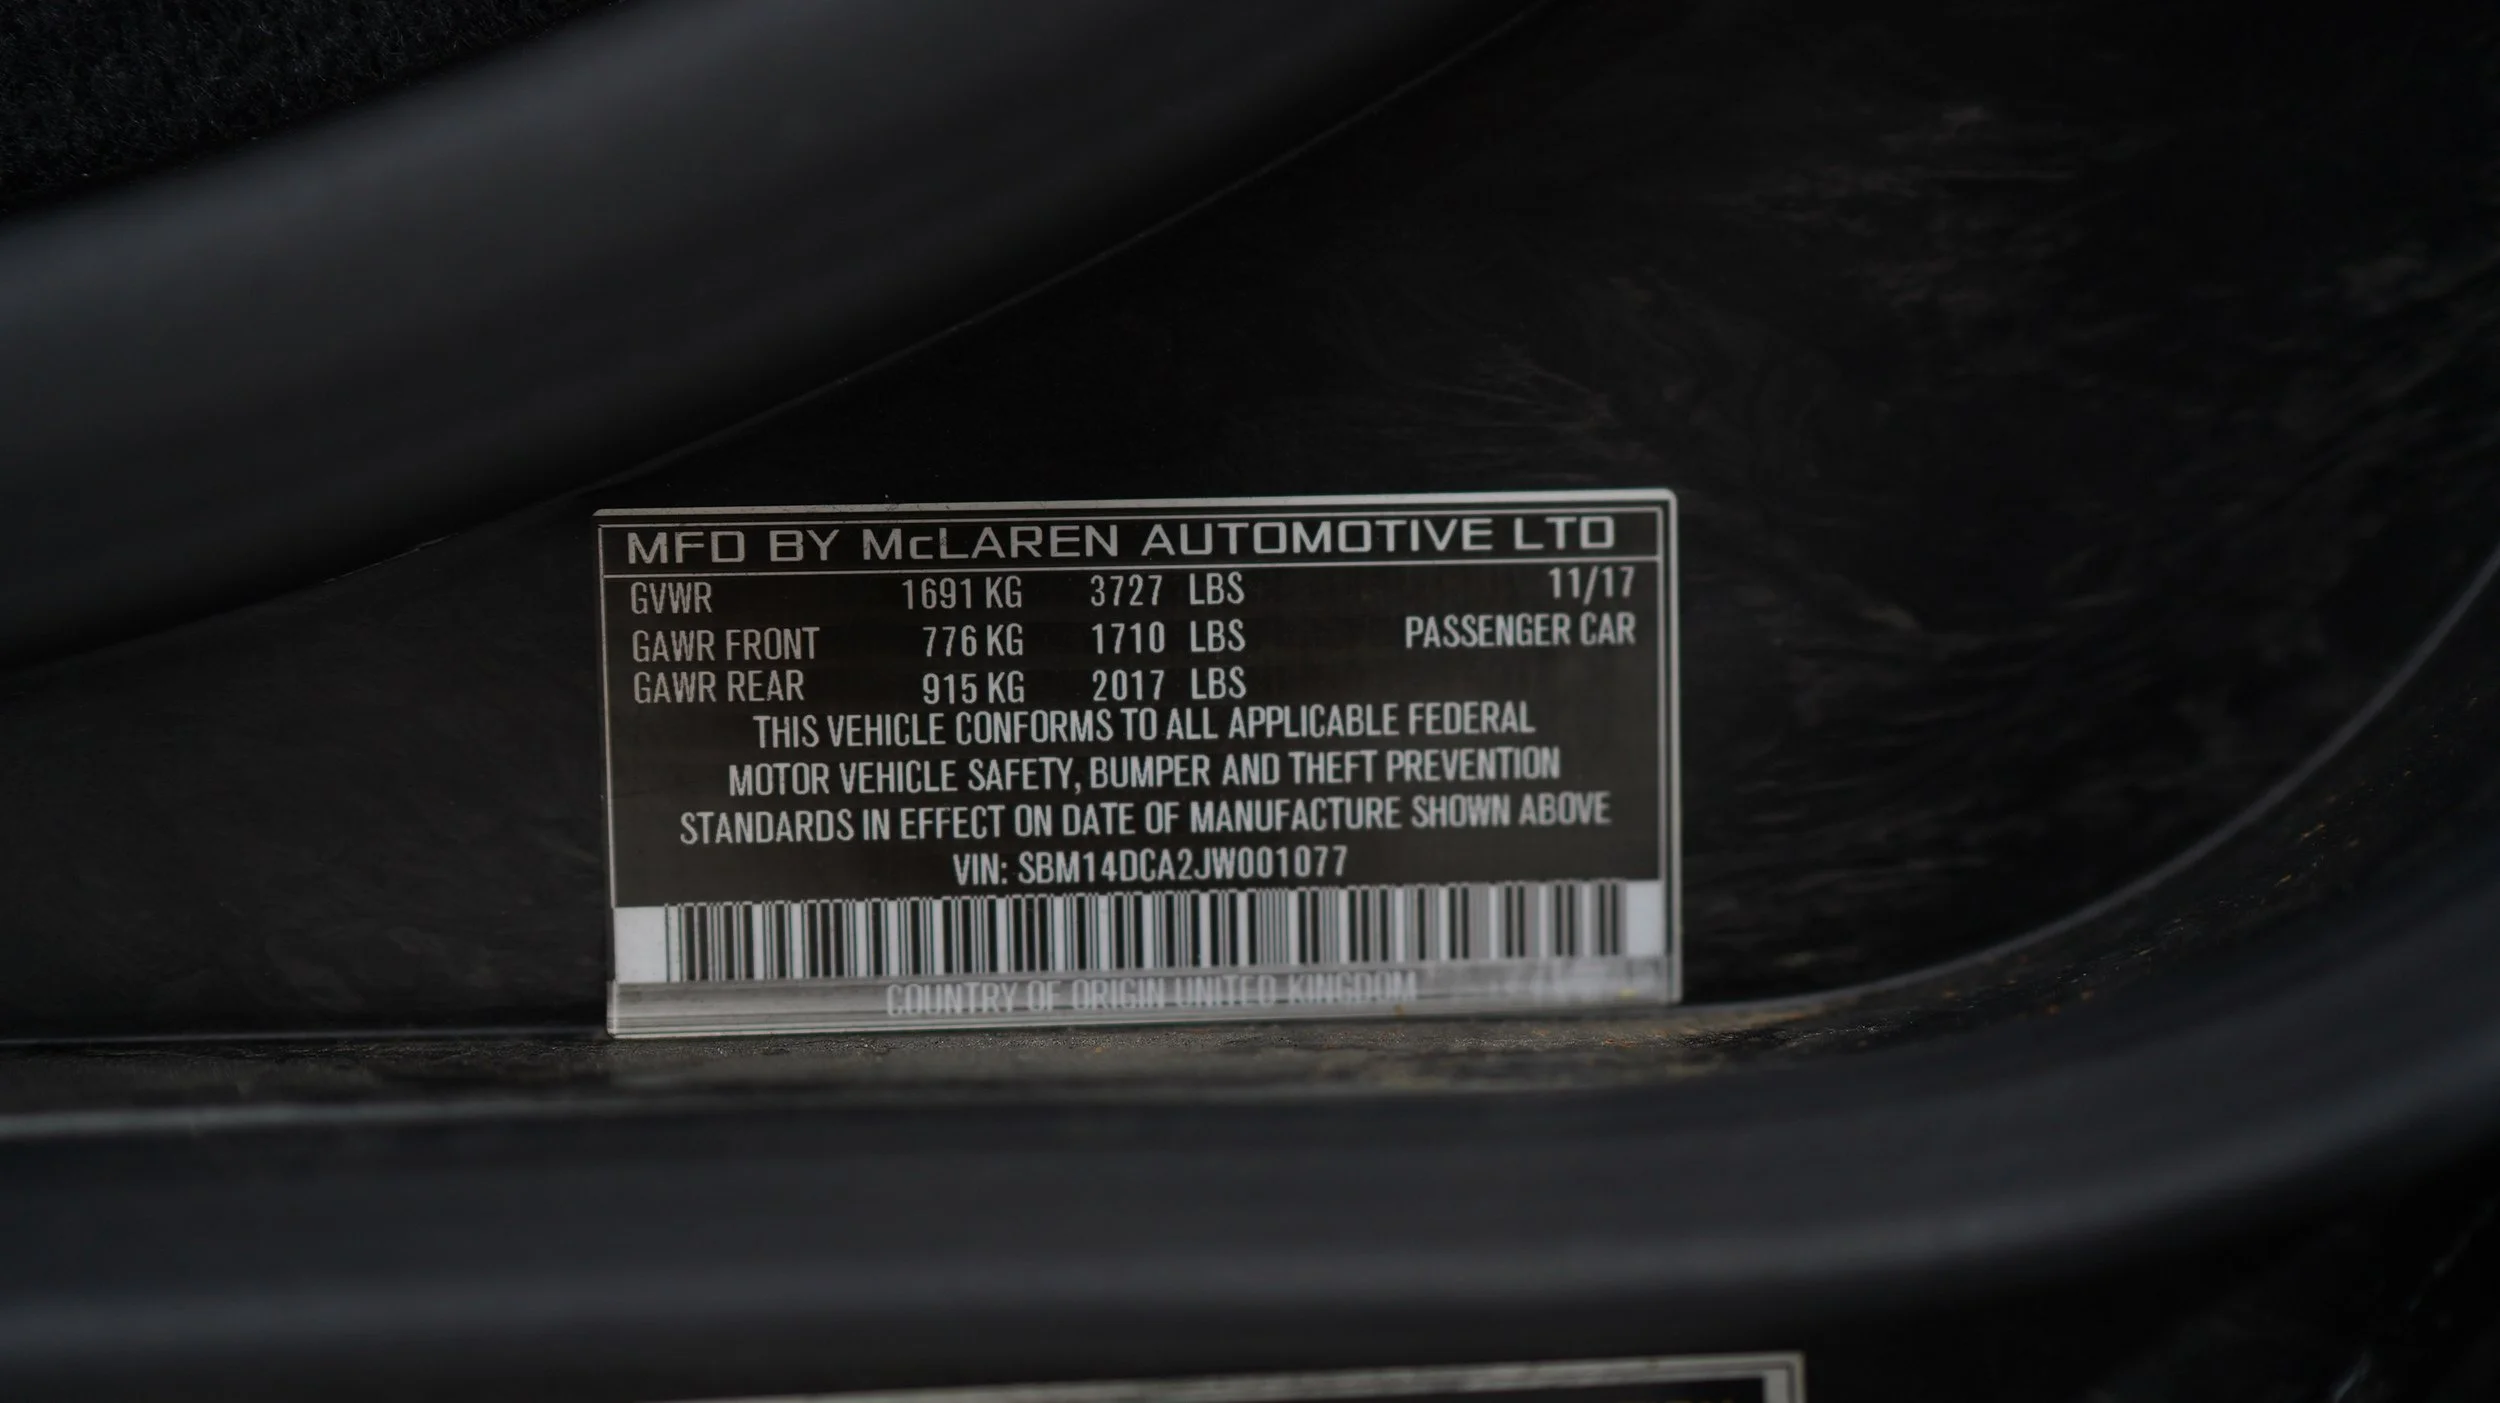 MFD BY McLAREN AUTOMOTIVE LTD
GVWR 1691 KG 3727 LBS 11/17
GAWR FRONT 776 KG 1710 LBS PASSENGER CAR
GAWR REAR 915 KG 2017 LBS
THIS VEHICLE CONFORMS TO ALL APPLICABLE FEDERAL
MOTOR VEHICLE SAFETY, BUMPER AND THEFT PREVENTION
STANDARDS IN EFFECT ON DATE OF MANUFACTURE SHOWN ABOVE
VIN: SBM14DCA2JW001077
COUNTRY OF ORIGIN UNITED KINGDOM